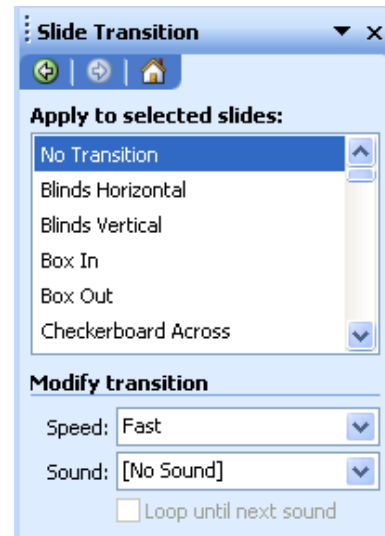 Slide Transition
Apply to selected slides:
No Transition
Blinds Horizontal
Blinds Vertical
Box In
Box Out
Checkerboard Across
Modify transition
Speed: Fast
Sound: [No Sound]
Loop until next sound